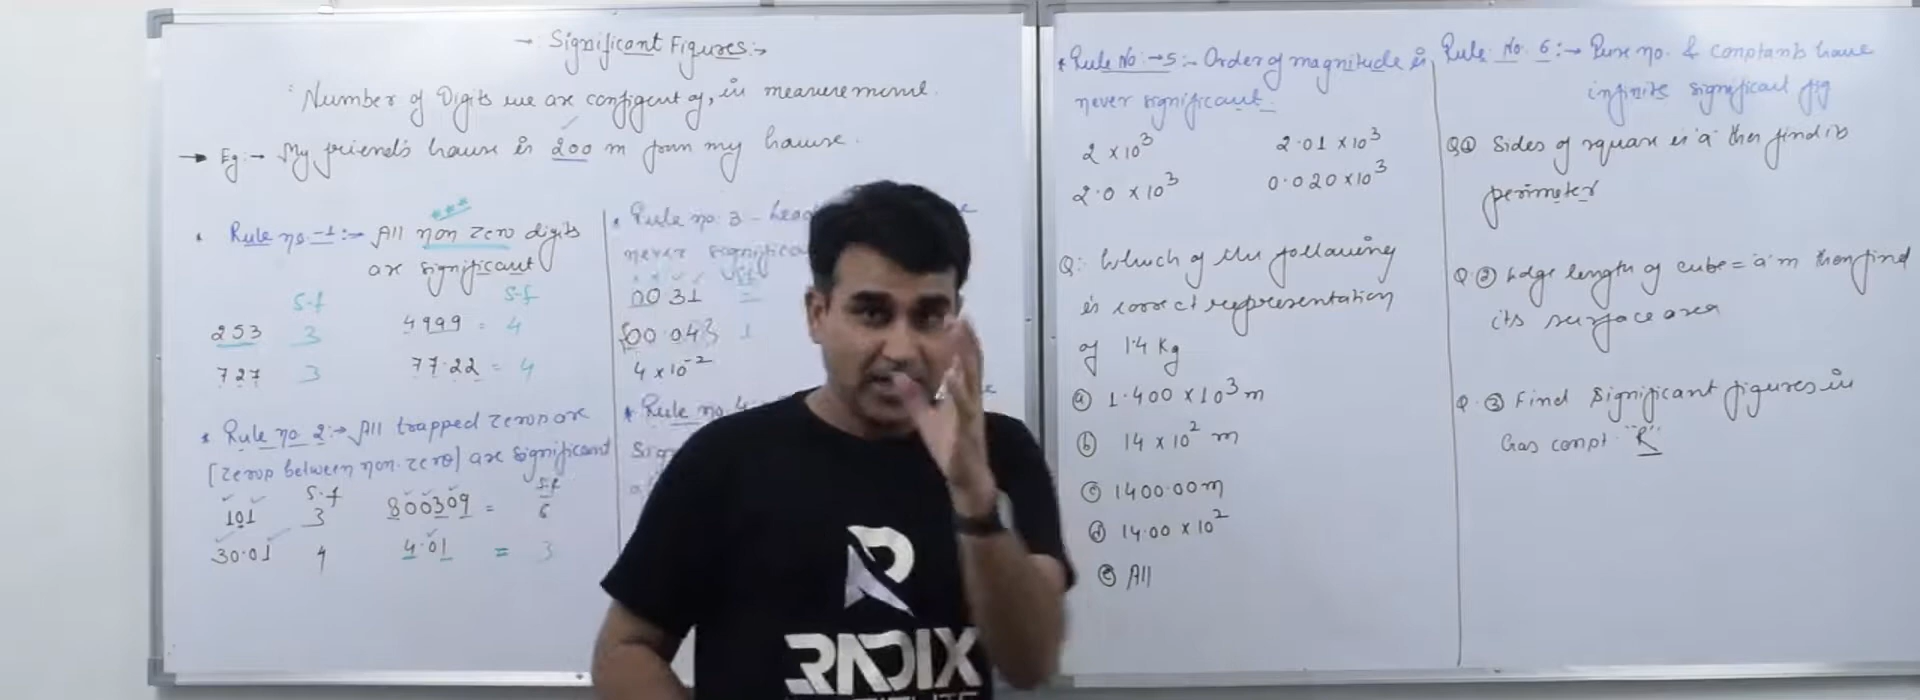 → Significant Figures:→
Number of Digits we are confident of, in measurement.
→ Eg:→ My friend's house is 200 m from my house.
* Rule no.-1:→ All non zero digits
are significant
S.f S.f
253 3 4999 = 4
727 3 77.22 = 4
* Rule no 2:→ All trapped zeros are
[zeros between non-zero] are significant
S.f S.f
101 3 800309 = 6
30.01 4 4.01 = 3
* Rule no. 3 -
never
S.f
0031 =
00.043
4 × 10⁻²
* Rule no. 4
* Rule No.→5:→ Order of magnitude is
never significant.
2 × 10³ 2.01 × 10³
2.0 × 10³ 0.020 × 10³
Q: Which of the following
is correct representation
of 1.4 Kg
(a) 1.400 × 10³ m
(b) 14 × 10² m
(c) 1400.00 m
(d) 14.00 × 10²
(e) All
Rule No. 6:→ Pure no. & constants have
infinite significant fig
Q.① Sides of square is 'a' then find its
perimeter
Q.② Edge length of cube = 'a' m then find
its surface area
Q.③ Find significant figures in
Gas const "R"
RADIX